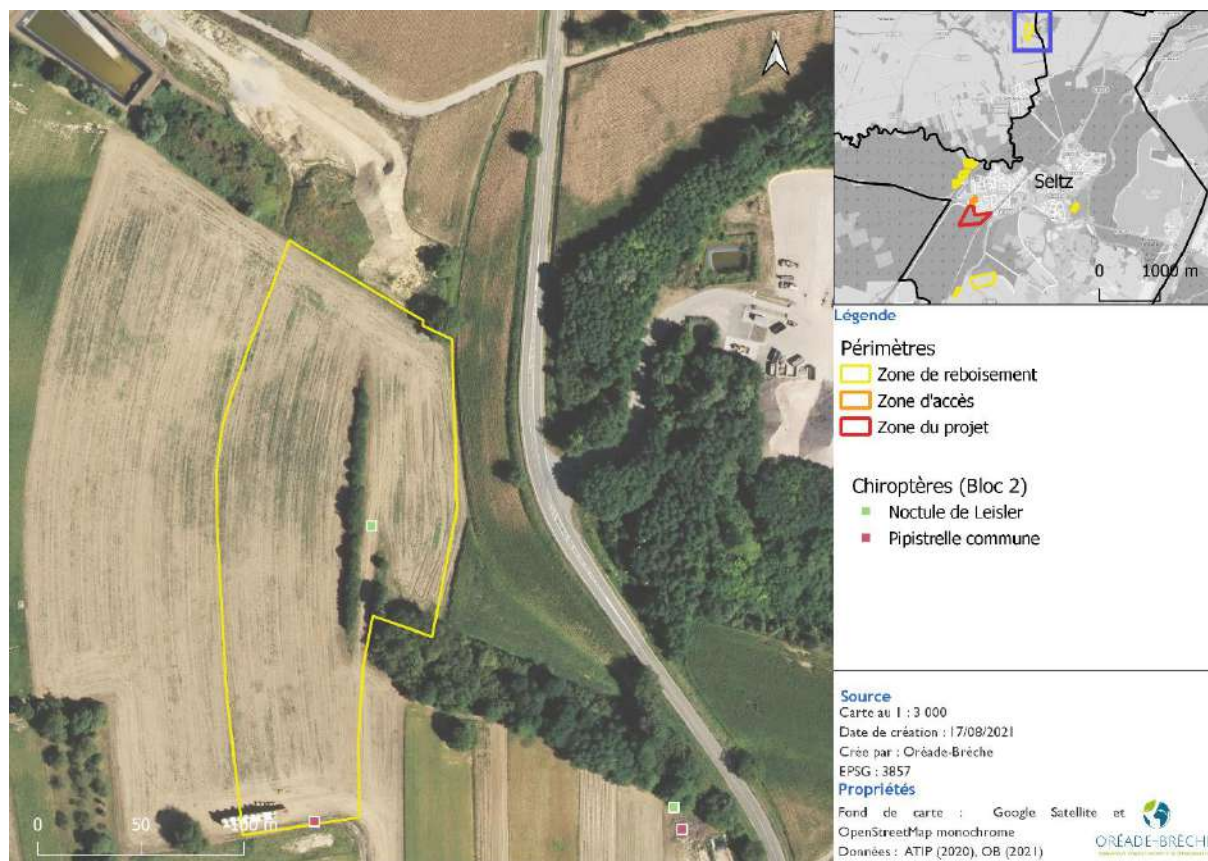 N
Seltz
0 1000 m
Légende
Périmètres
Zone de reboisement
Zone d'accès
Zone du projet
Chiroptères (Bloc 2)
Noctule de Leisler
Pipistrelle commune
0 50 100 m
Source
Carte au 1 : 3 000
Date de création : 17/08/2021
Crée par : Oréade-Brèche
EPSG : 3857
Propriétés
Fond de carte : Google Satellite et
OpenStreetMap monochrome
Données : ATIP (2020), OB (2021)
ORÉADE-BRÈCHE